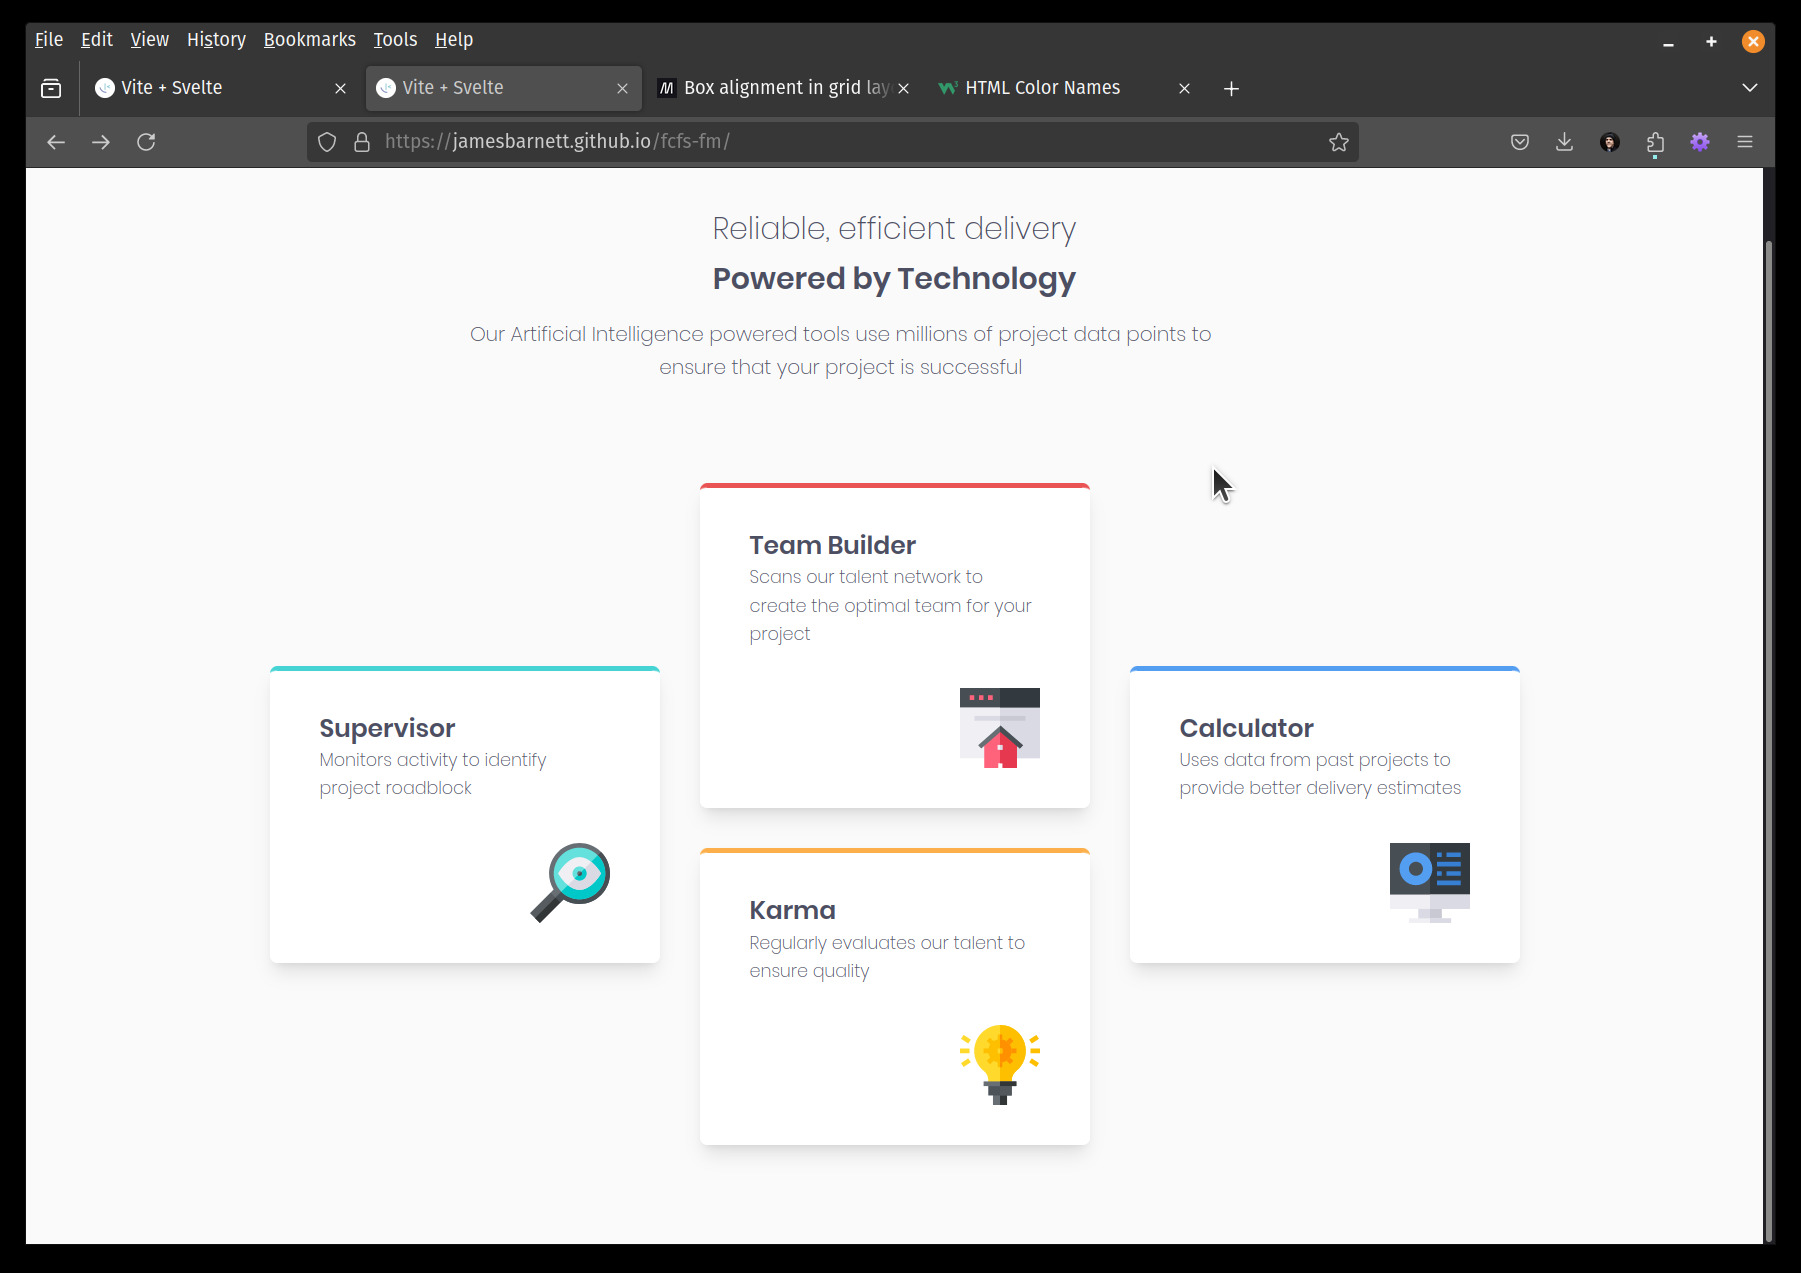 File Edit View History Bookmarks Tools Help
Vite + Svelte
Vite + Svelte
Box alignment in grid lay
HTML Color Names
https://jamesbarnett.github.io/fcfs-fm/
Reliable, efficient delivery
Powered by Technology
Our Artificial Intelligence powered tools use millions of project data points to
ensure that your project is successful
Team Builder
Scans our talent network to
create the optimal team for your
project
Supervisor
Monitors activity to identify
project roadblock
Calculator
Uses data from past projects to
provide better delivery estimates
Karma
Regularly evaluates our talent to
ensure quality